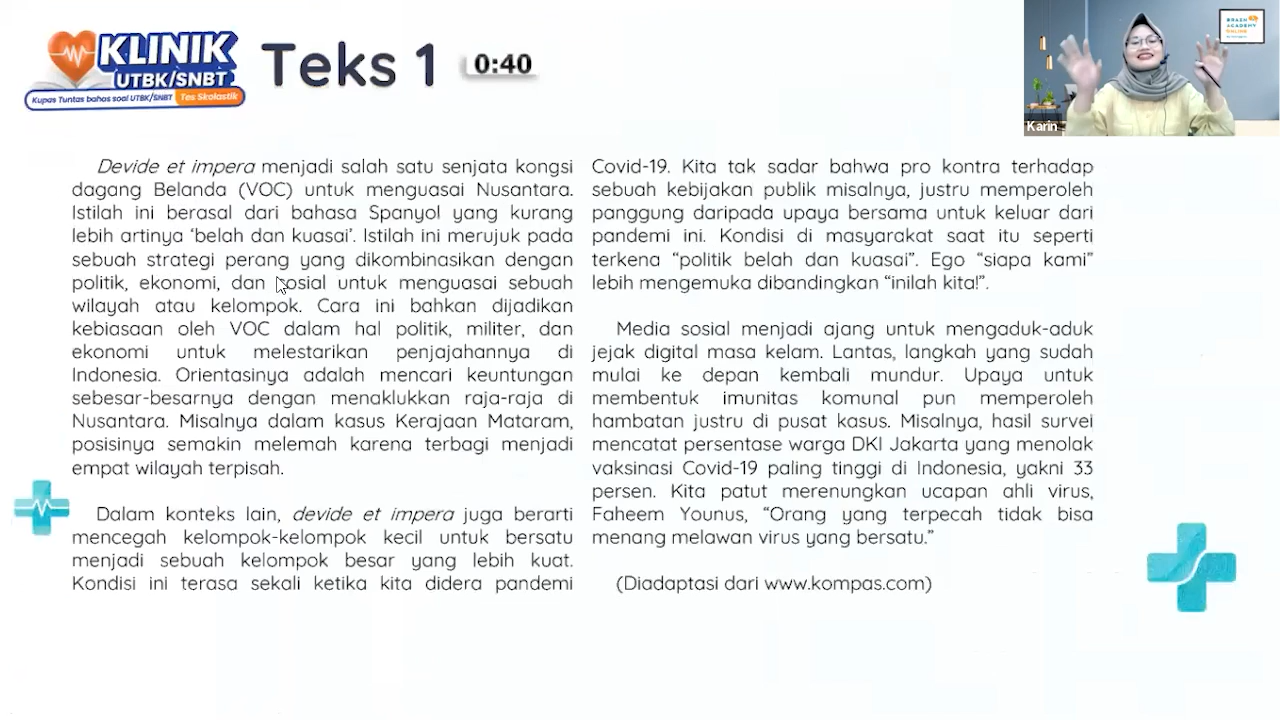 KLINIK
UTBK/SNBT
Kupas Tuntas bahas soal UTBK/SNBT Tes Skolastik
Teks 1
0:40
BRAIN
ACADEMY
ONLINE
Karin
Devide et impera menjadi salah satu senjata kongsi
dagang Belanda (VOC) untuk menguasai Nusantara.
Istilah ini berasal dari bahasa Spanyol yang kurang
lebih artinya ‘belah dan kuasai’. Istilah ini merujuk pada
sebuah strategi perang yang dikombinasikan dengan
politik, ekonomi, dan sosial untuk menguasai sebuah
wilayah atau kelompok. Cara ini bahkan dijadikan
kebiasaan oleh VOC dalam hal politik, militer, dan
ekonomi untuk melestarikan penjajahannya di
Indonesia. Orientasinya adalah mencari keuntungan
sebesar-besarnya dengan menaklukkan raja-raja di
Nusantara. Misalnya dalam kasus Kerajaan Mataram,
posisinya semakin melemah karena terbagi menjadi
empat wilayah terpisah.
Dalam konteks lain, devide et impera juga berarti
mencegah kelompok-kelompok kecil untuk bersatu
menjadi sebuah kelompok besar yang lebih kuat.
Kondisi ini terasa sekali ketika kita didera pandemi
Covid-19. Kita tak sadar bahwa pro kontra terhadap
sebuah kebijakan publik misalnya, justru memperoleh
panggung daripada upaya bersama untuk keluar dari
pandemi ini. Kondisi di masyarakat saat itu seperti
terkena “politik belah dan kuasai”. Ego “siapa kami”
lebih mengemuka dibandingkan “inilah kita!”.
Media sosial menjadi ajang untuk mengaduk-aduk
jejak digital masa kelam. Lantas, langkah yang sudah
mulai ke depan kembali mundur. Upaya untuk
membentuk imunitas komunal pun memperoleh
hambatan justru di pusat kasus. Misalnya, hasil survei
mencatat persentase warga DKI Jakarta yang menolak
vaksinasi Covid-19 paling tinggi di Indonesia, yakni 33
persen. Kita patut merenungkan ucapan ahli virus,
Faheem Younus, “Orang yang terpecah tidak bisa
menang melawan virus yang bersatu.”
(Diadaptasi dari www.kompas.com)